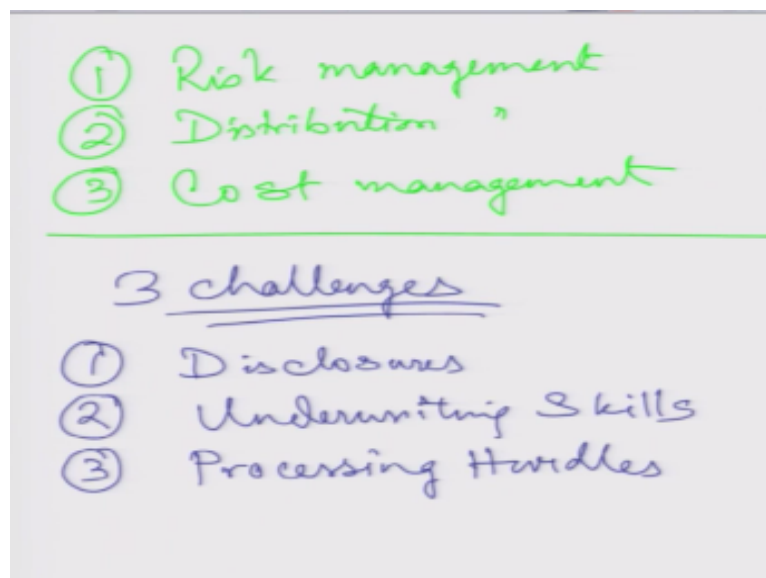 ① Risk management
② Distribution "
③ Cost management
3 challenges
① Disclosures
② Underwriting Skills
③ Processing Hurdles